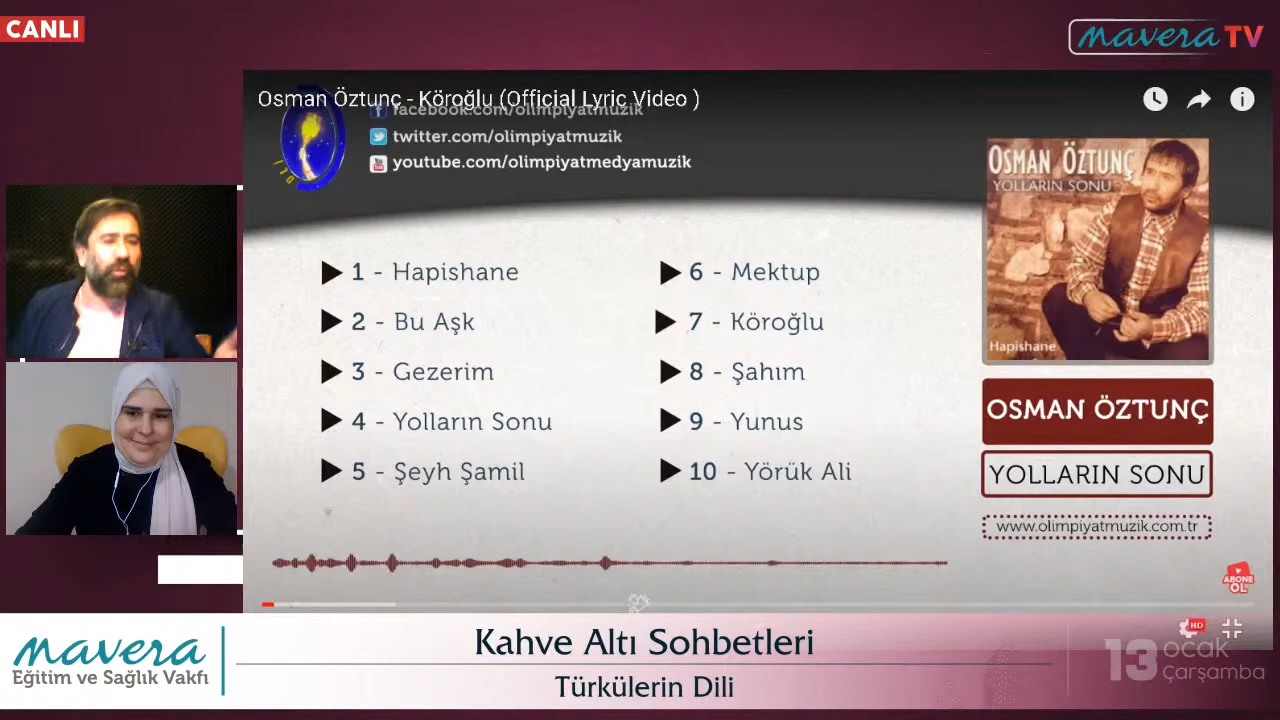 CANLI
mavera TV
Osman Öztunç - Köroğlu (Official Lyric Video )
facebook.com/olimpiyatmuzik
twitter.com/olimpiyatmuzik
youtube.com/olimpiyatmedyamuzik
OSMAN ÖZTUNÇ
YOLLARIN SONU
Hapishane
1 - Hapishane
2 - Bu Aşk
3 - Gezerim
4 - Yolların Sonu
5 - Şeyh Şamil
6 - Mektup
7 - Köroğlu
8 - Şahım
9 - Yunus
10 - Yörük Ali
OSMAN ÖZTUNÇ
YOLLARIN SONU
www.olimpiyatmuzik.com.tr
ABONE
OL
HD
mavera
Eğitim ve Sağlık Vakfı
Kahve Altı Sohbetleri
Türkülerin Dili
13 ocak
Çarşamba